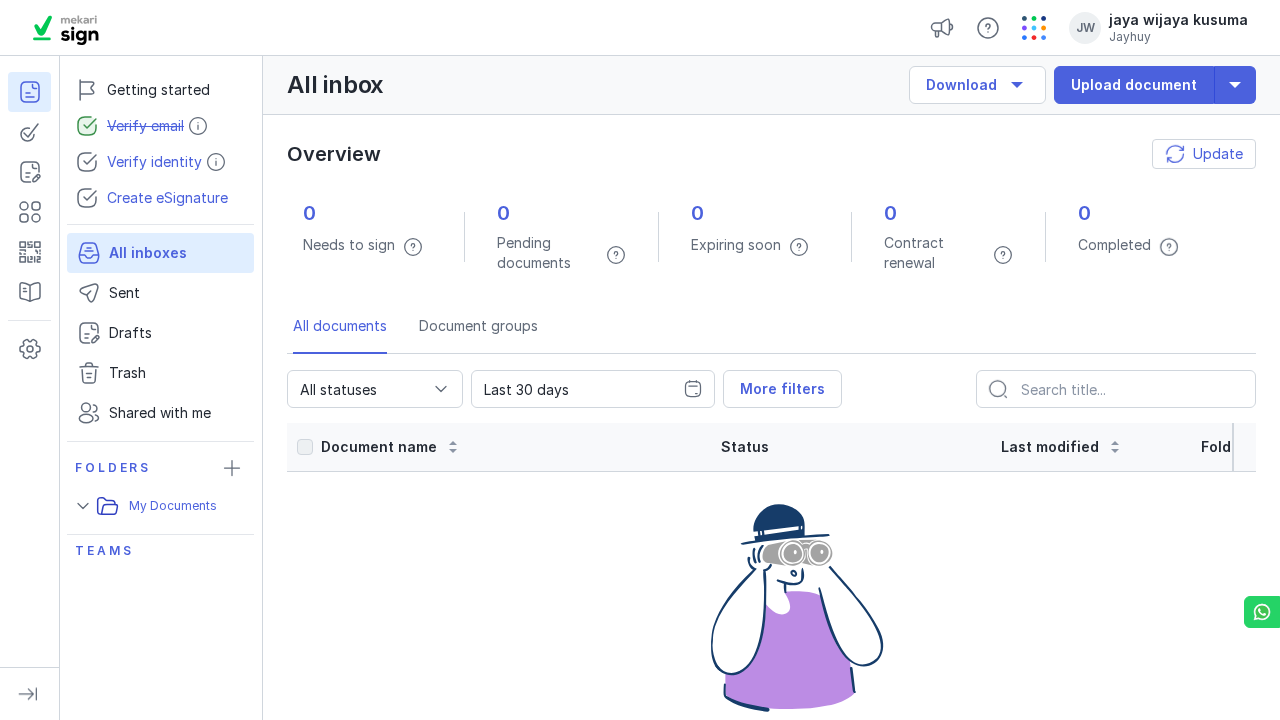 mekari
sign
JW
jaya wijaya kusuma
Jayhuy
Getting started
Verify email
Verify identity
Create eSignature
All inboxes
Sent
Drafts
Trash
Shared with me
FOLDERS
My Documents
TEAMS
All inbox
Download
Upload document
Overview
Update
0
Needs to sign
0
Pending
documents
0
Expiring soon
0
Contract
renewal
0
Completed
All documents
Document groups
All statuses
Last 30 days
More filters
Search title...
Document name
Status
Last modified
Fold